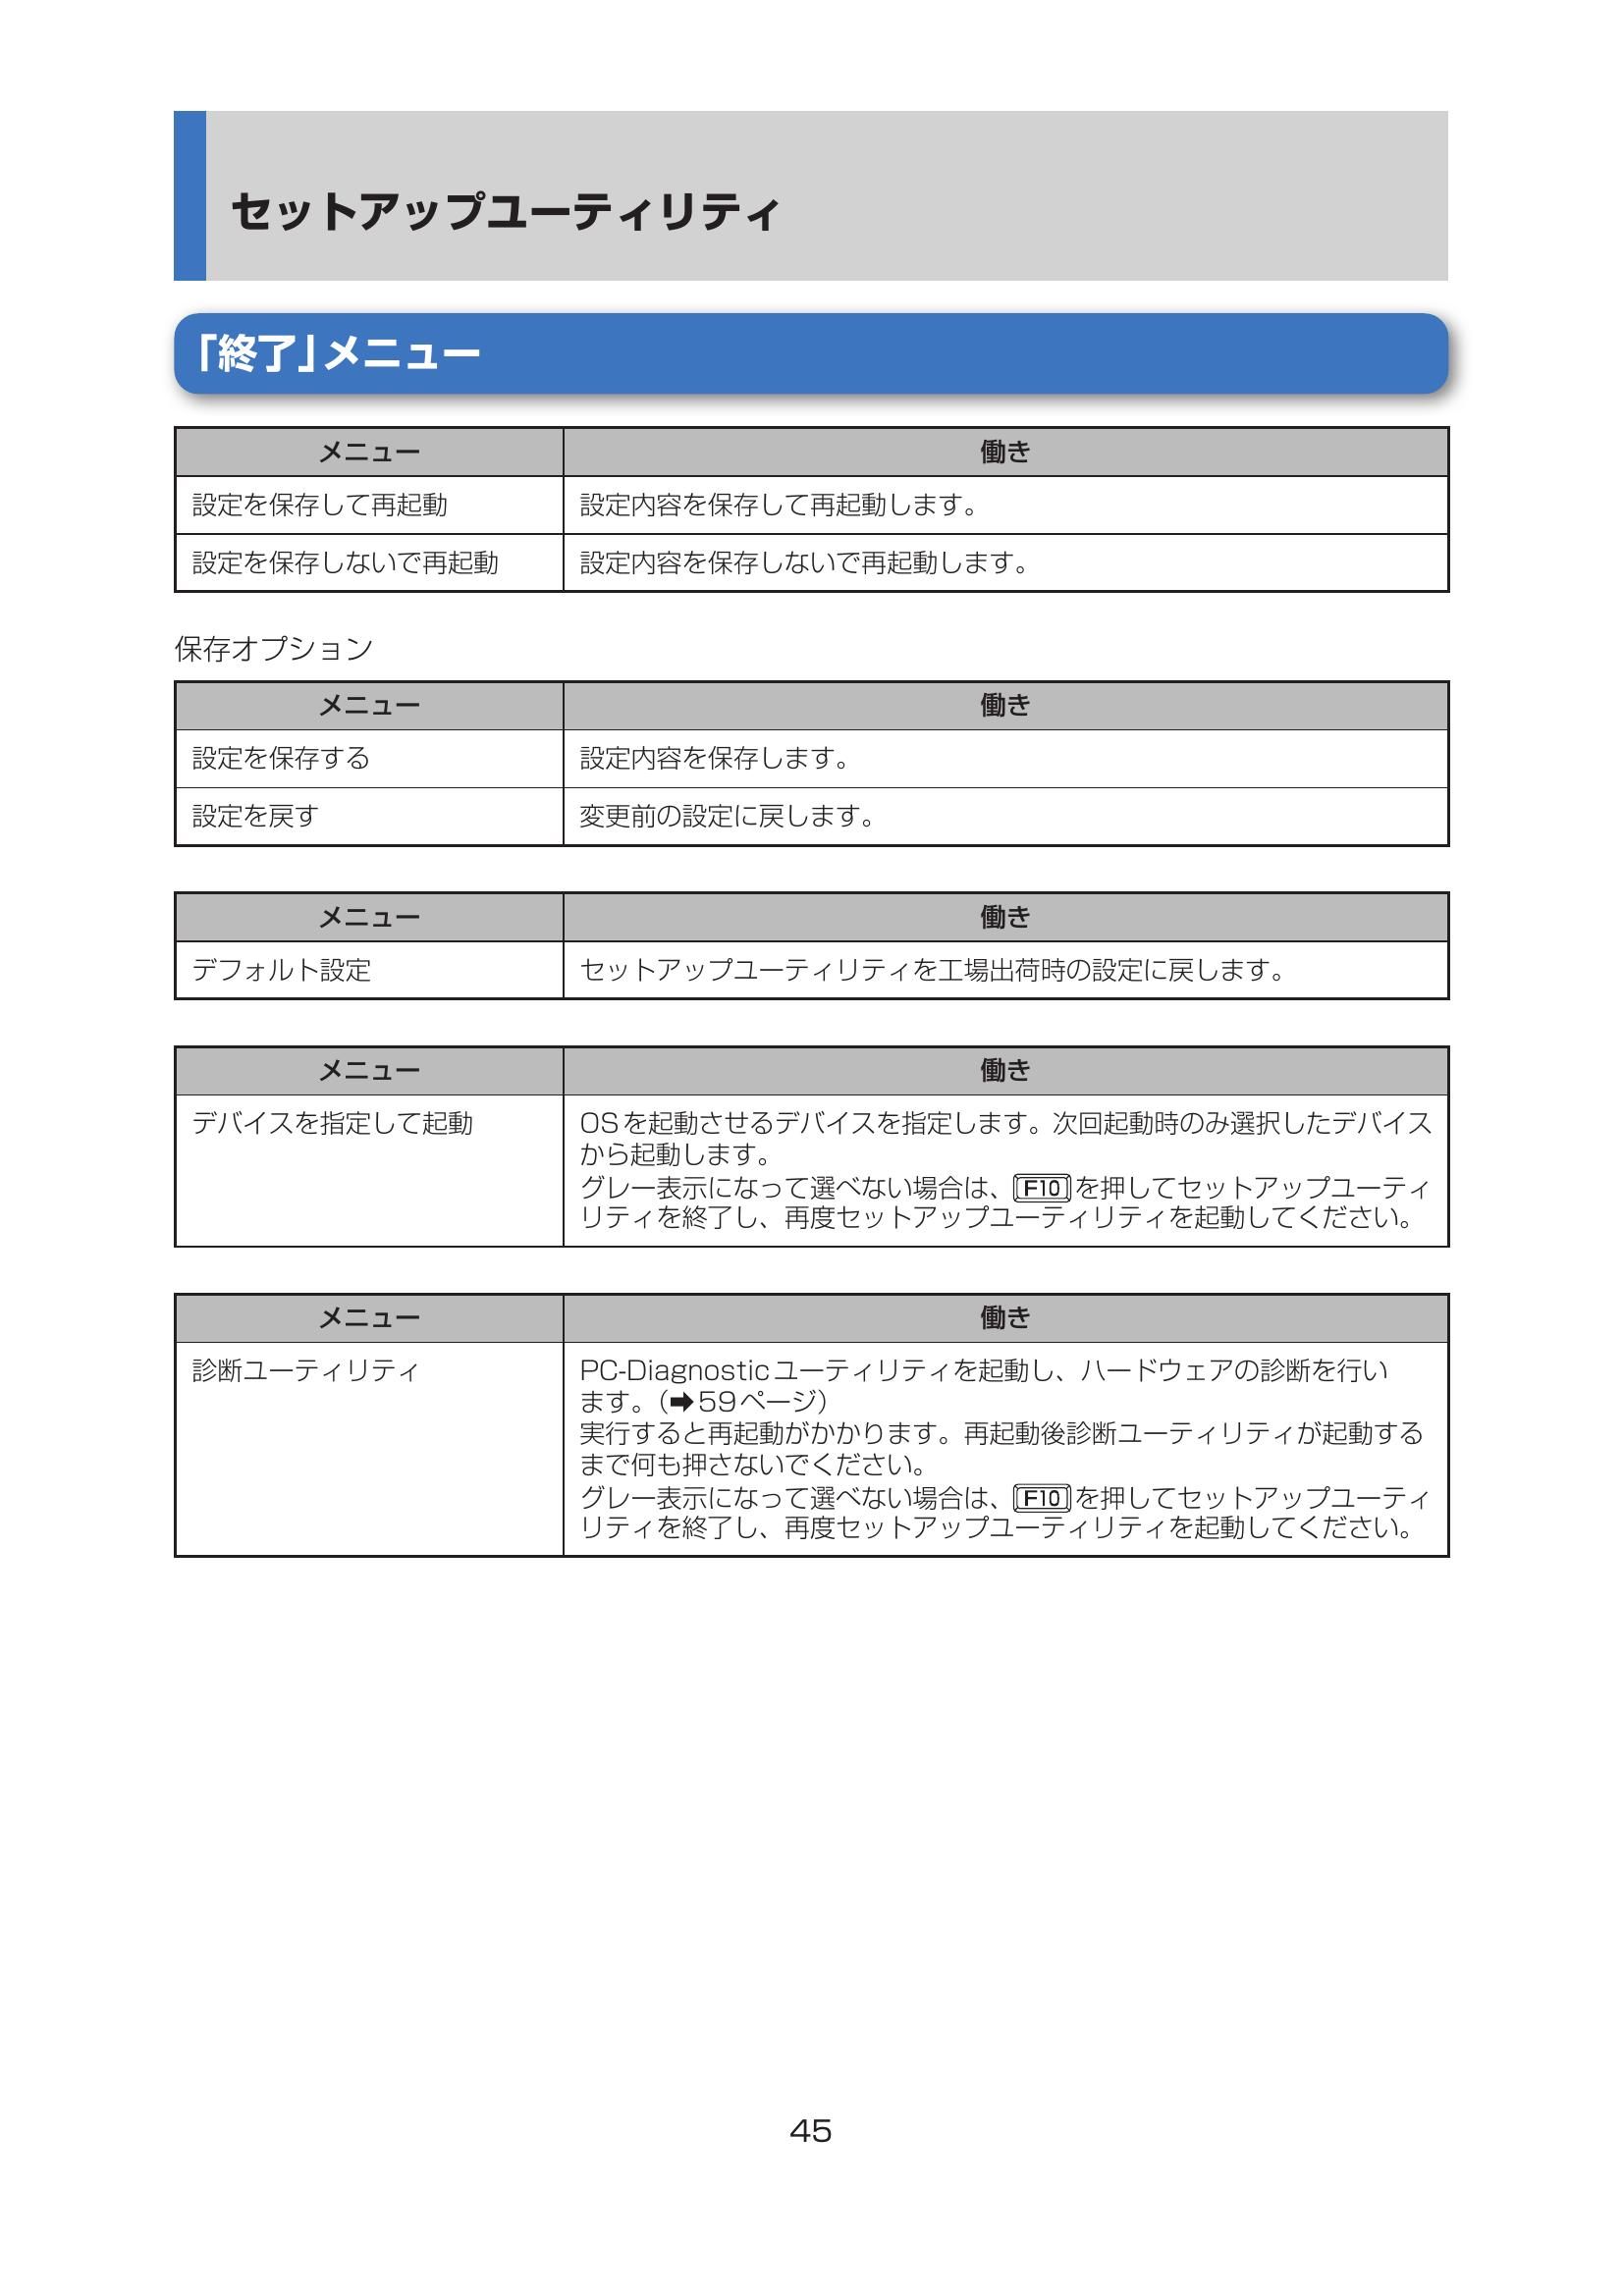 セットアップユーティリティ
「終了」メニュー
メニュー 働き
設定を保存して再起動 設定内容を保存して再起動します。
設定を保存しないで再起動 設定内容を保存しないで再起動します。
保存オプション
メニュー 働き
設定を保存する 設定内容を保存します。
設定を戻す 変更前の設定に戻します。
メニュー 働き
デフォルト設定 セットアップユーティリティを工場出荷時の設定に戻します。
メニュー 働き
デバイスを指定して起動 OSを起動させるデバイスを指定します。次回起動時のみ選択したデバイス
から起動します。
グレー表示になって選べない場合は、F10を押してセットアップユーティ
リティを終了し、再度セットアップユーティリティを起動してください。
メニュー 働き
診断ユーティリティ PC-Diagnosticユーティリティを起動し、ハードウェアの診断を行い
ます。（➡59ページ）
実行すると再起動がかかります。再起動後診断ユーティリティが起動する
まで何も押さないでください。
グレー表示になって選べない場合は、F10を押してセットアップユーティ
リティを終了し、再度セットアップユーティリティを起動してください。
45